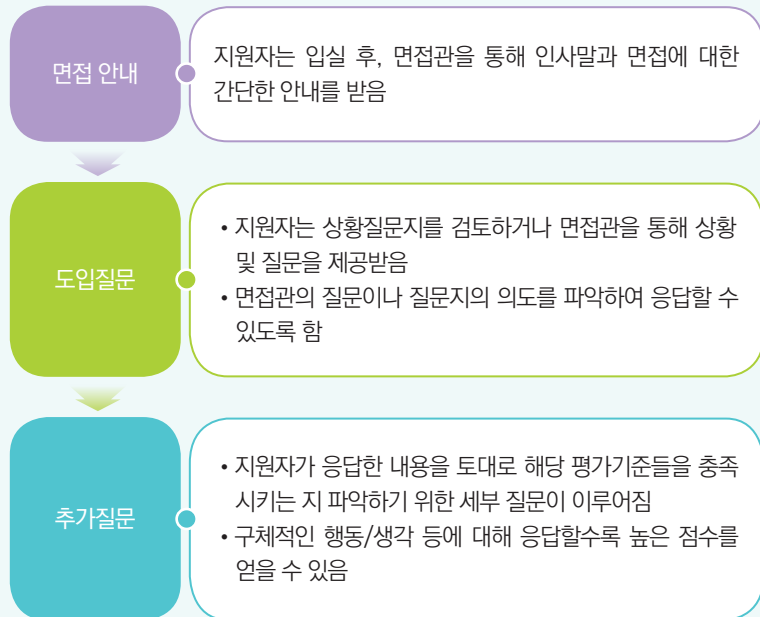 면접 안내
지원자는 입실 후, 면접관을 통해 인사말과 면접에 대한
간단한 안내를 받음
도입질문
• 지원자는 상황질문지를 검토하거나 면접관을 통해 상황
및 질문을 제공받음
• 면접관의 질문이나 질문지의 의도를 파악하여 응답할 수
있도록 함
추가질문
• 지원자가 응답한 내용을 토대로 해당 평가기준들을 충족
시키는 지 파악하기 위한 세부 질문이 이루어짐
• 구체적인 행동/생각 등에 대해 응답할수록 높은 점수를
얻을 수 있음